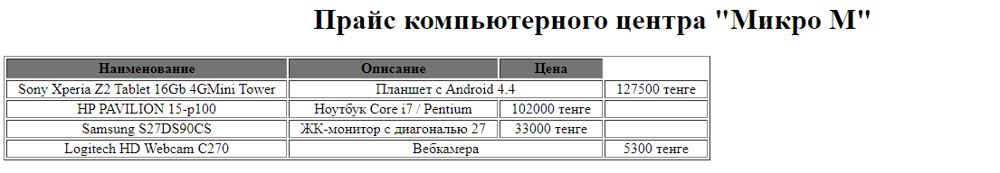 Прайс компьютерного центра "Микро М"
Наименование Описание Цена
Sony Xperia Z2 Tablet 16Gb 4GMini Tower Планшет с Android 4.4 127500 тенге
HP PAVILION 15-p100 Ноутбук Core i7 / Pentium 102000 тенге
Samsung S27DS90CS ЖК-монитор с диагональю 27 33000 тенге
Logitech HD Webcam C270 Вебкамера 5300 тенге